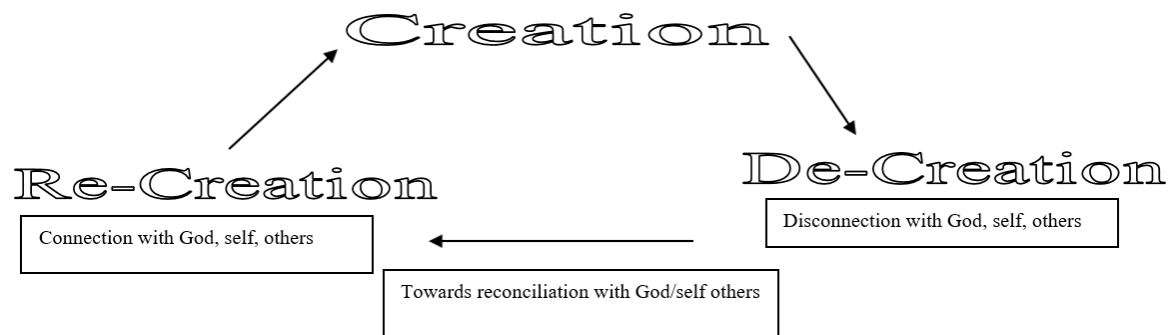 Creation
Re-Creation
De-Creation
Connection with God, self, others
Disconnection with God, self, others
Towards reconciliation with God/self others